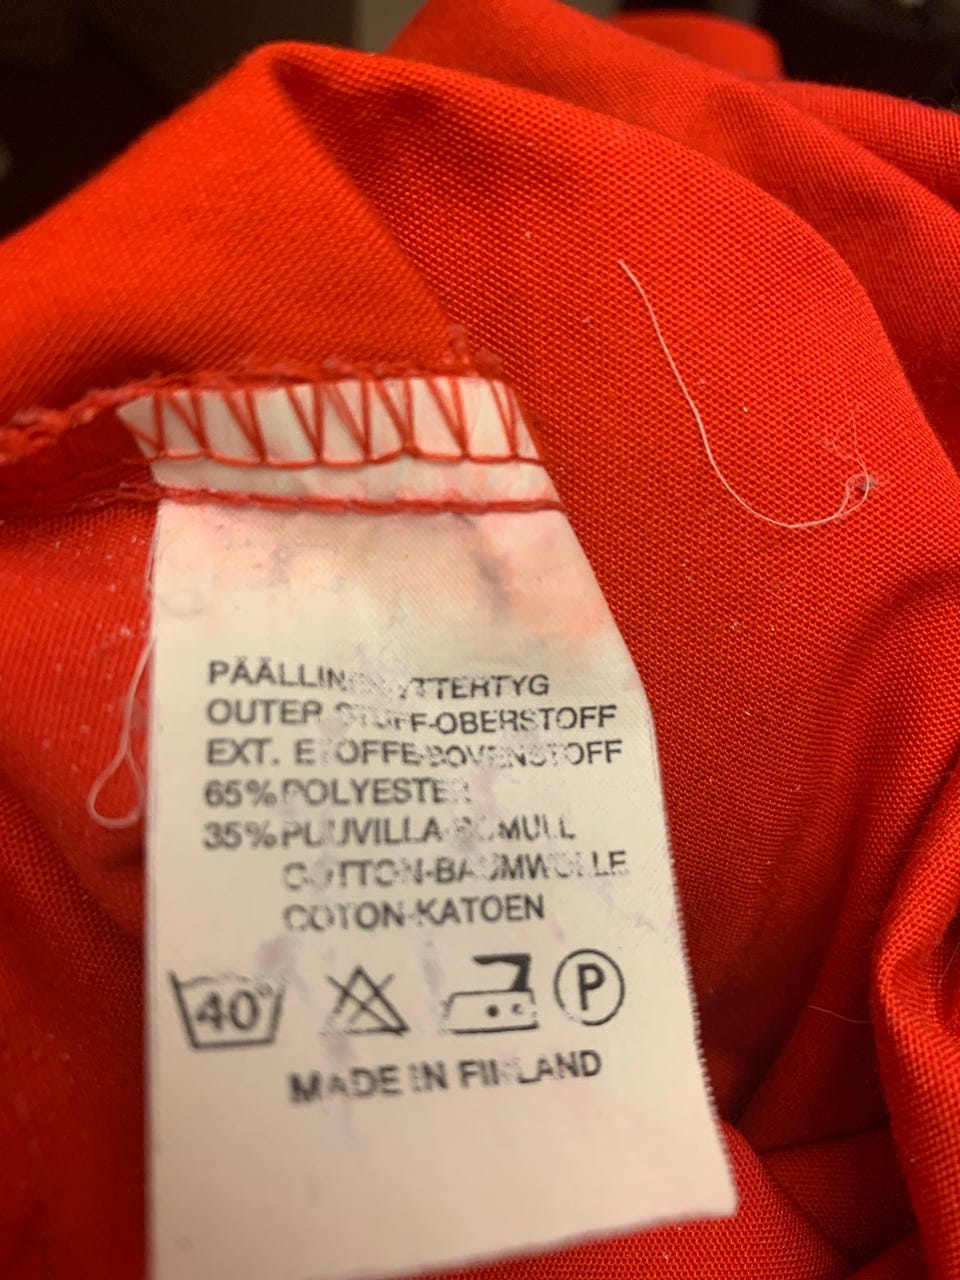 PÄÄLLINEN-YTTERTYG
OUTER STOFF-OBERSTOFF
EXT. ETOFFE-BOVENSTOFF
65% POLYESTER
35% PUUVILLA-BOMULL
COTTON-BAUMWOLLE
COTON-KATOEN
40° P
MADE IN FINLAND